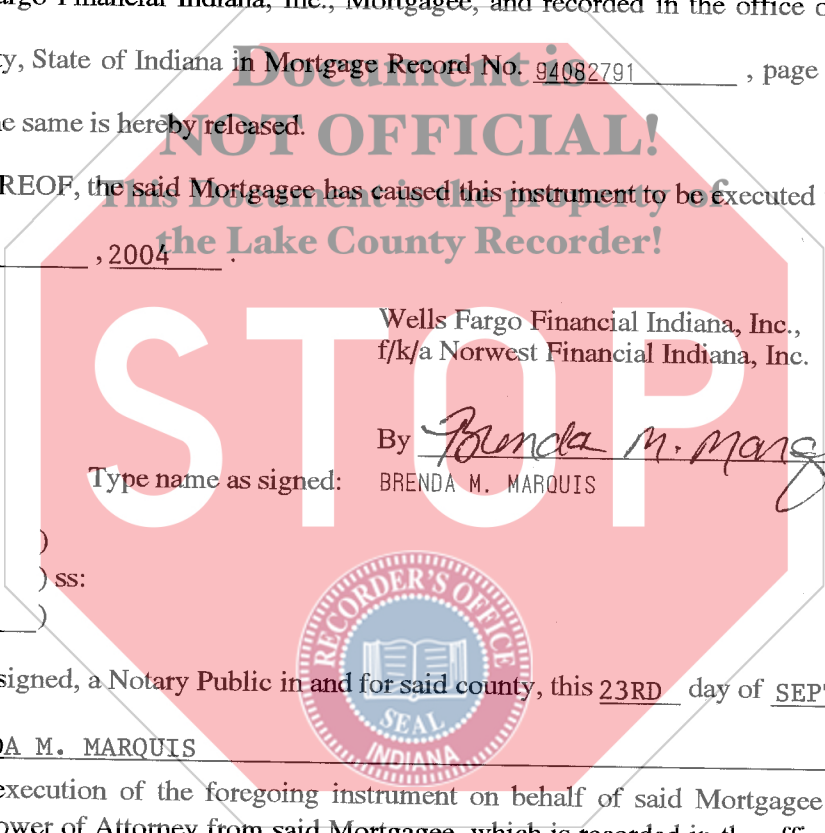 argo Financial Indiana, Inc., Mortgagee, and recorded in the office o
Document is
ty, State of Indiana in Mortgage Record No. 94082791 , page
NOT OFFICIAL!
he same is hereby released.
This Document is the property of
REOF, the said Mortgagee has caused this instrument to be executed
the Lake County Recorder!
, 2004 .
STOP
Wells Fargo Financial Indiana, Inc.,
f/k/a Norwest Financial Indiana, Inc.
By Brenda M. Marq
Type name as signed: BRENDA M. MARQUIS
)
) ss:
)
RECORDER'S OFFICE
SEAL
INDIANA
signed, a Notary Public in and for said county, this 23RD day of SEP
DA M. MARQUIS
execution of the foregoing instrument on behalf of said Mortgagee
ower of Attorney from said Mortgagee, which is recorded in the offi